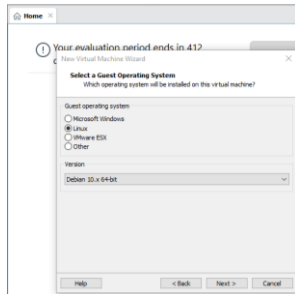 Home
Your evaluation period ends in 412
New Virtual Machine Wizard
Select a Guest Operating System
Which operating system will be installed on this virtual machine?
Guest operating system
Microsoft Windows
Linux
VMware ESX
Other
Version
Debian 10.x 64-bit
Help
< Back
Next >
Cancel